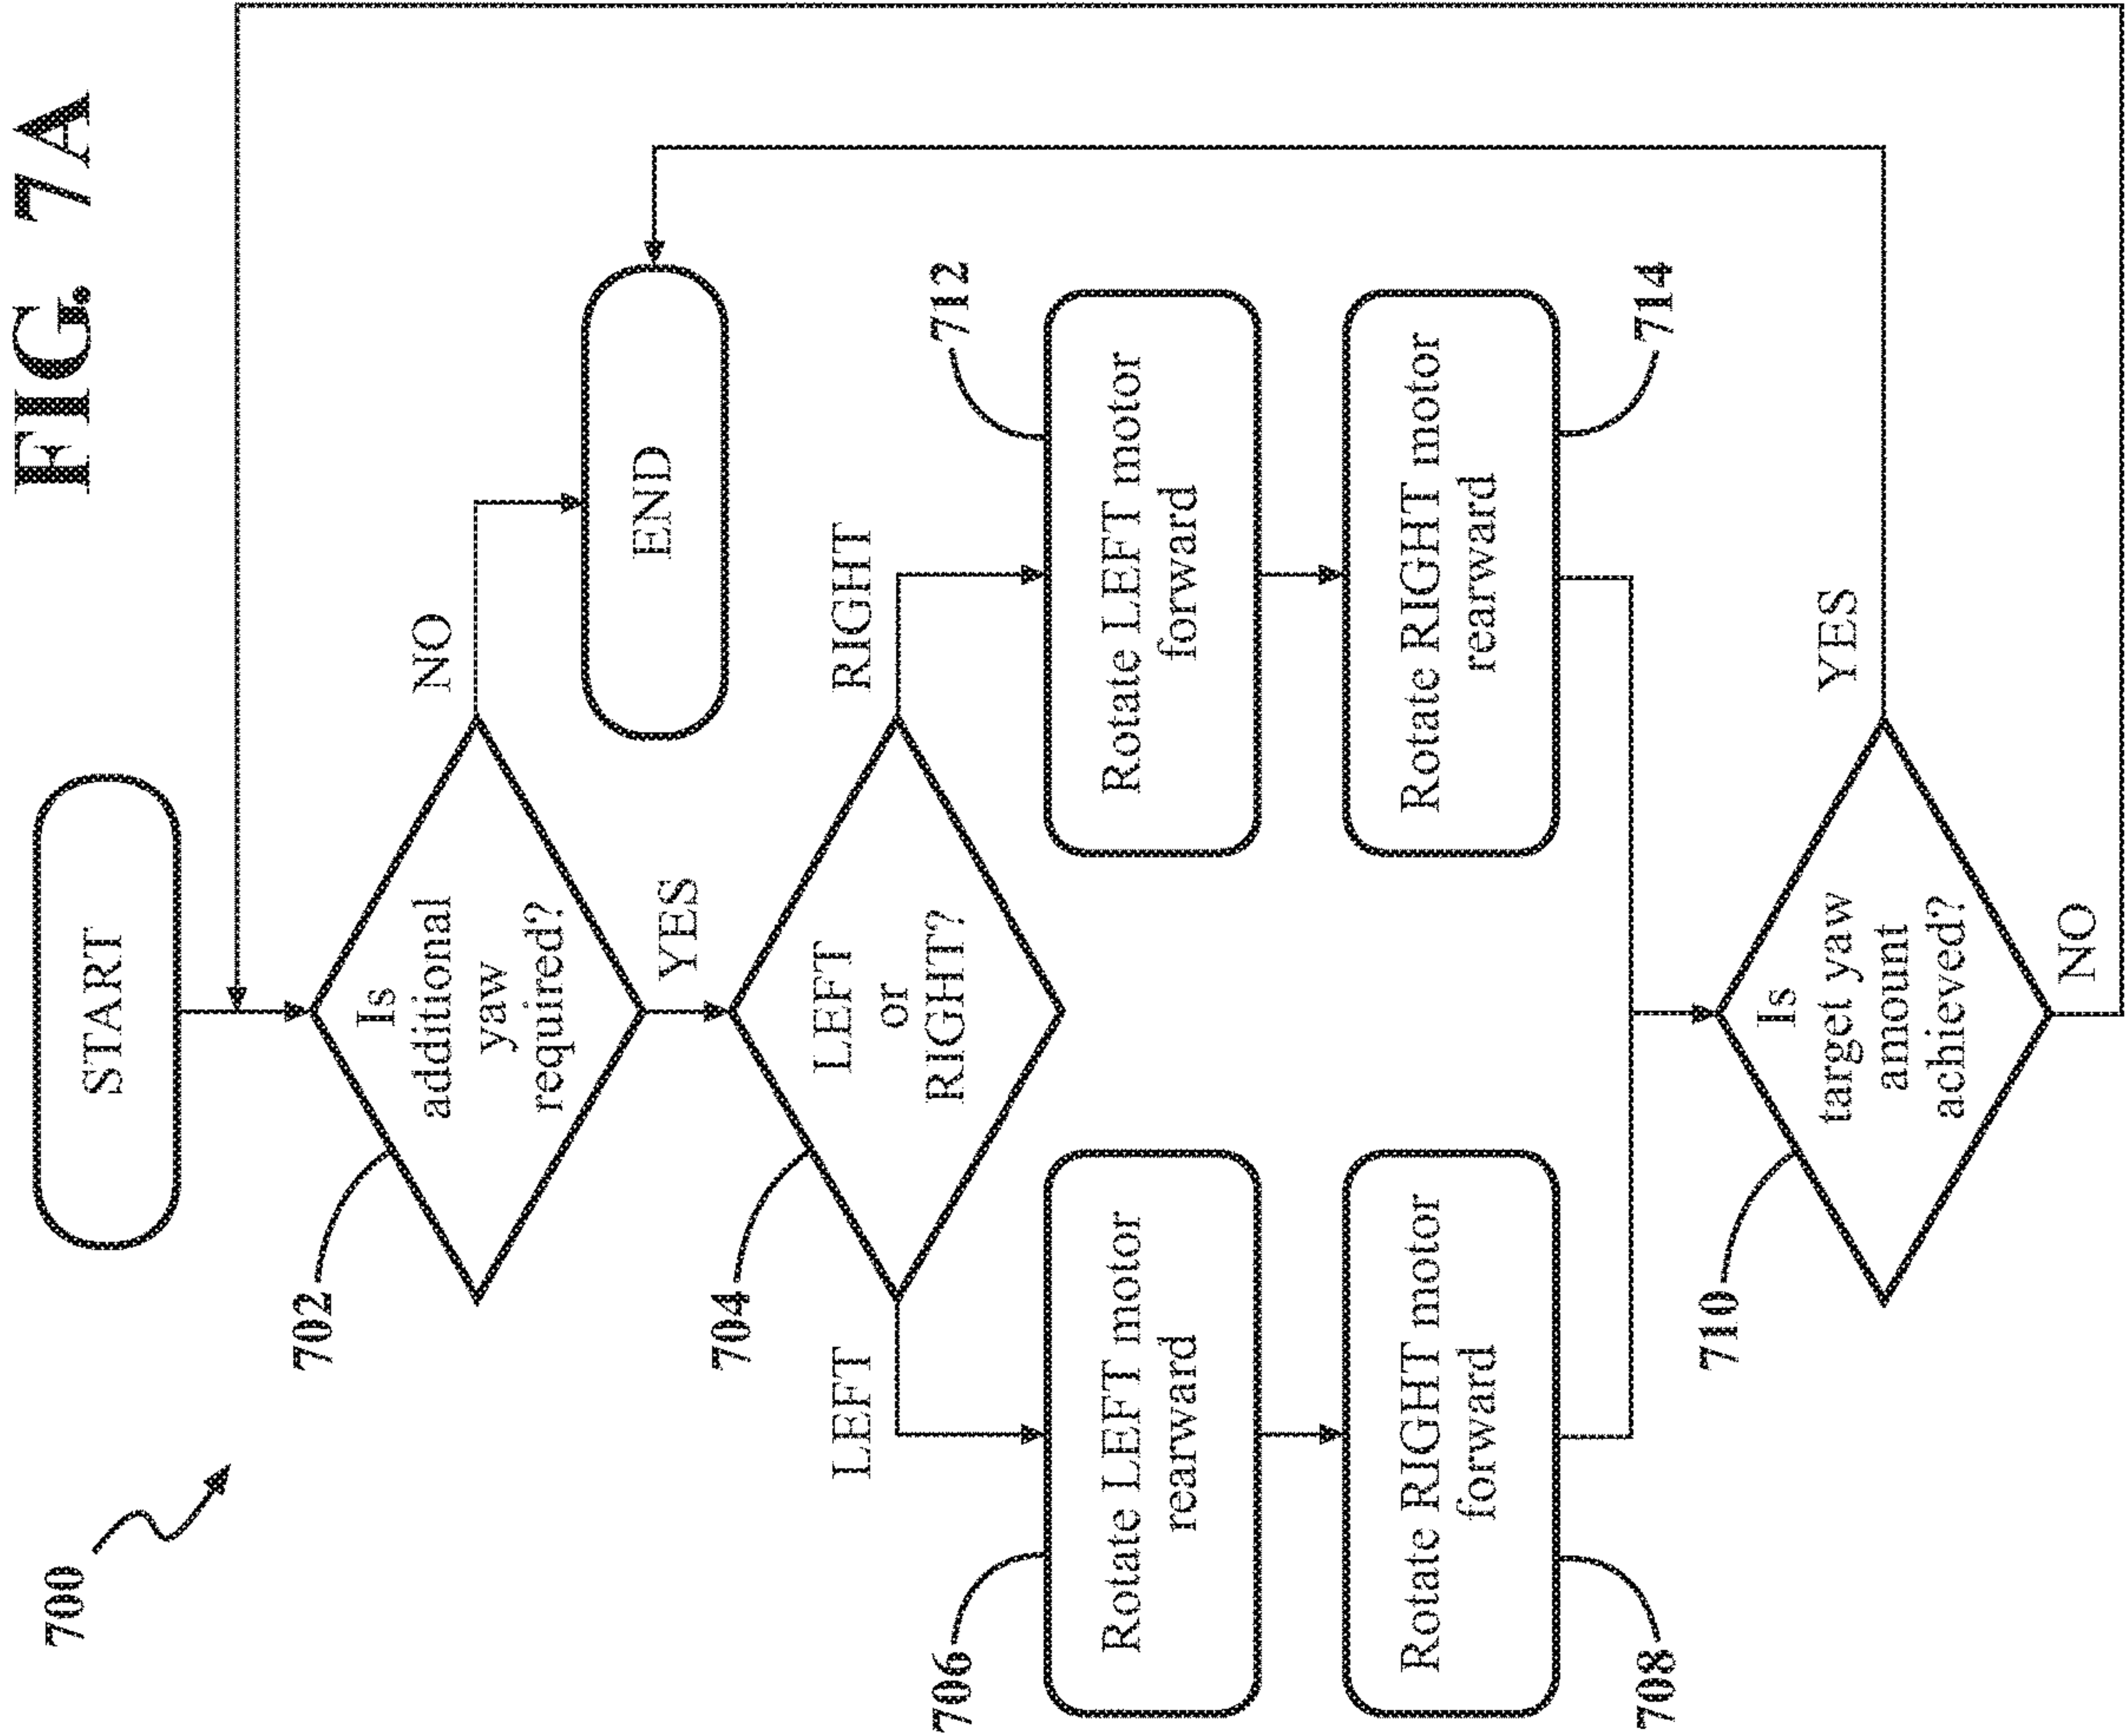 FIG. 7A
700
START
702
Is
additional
yaw
required?
NO
END
YES
704
LEFT
or
RIGHT?
LEFT
RIGHT
706
Rotate LEFT motor
rearward
712
Rotate LEFT motor
forward
708
Rotate RIGHT motor
forward
714
Rotate RIGHT motor
rearward
710
Is
target yaw
amount
achieved?
YES
NO